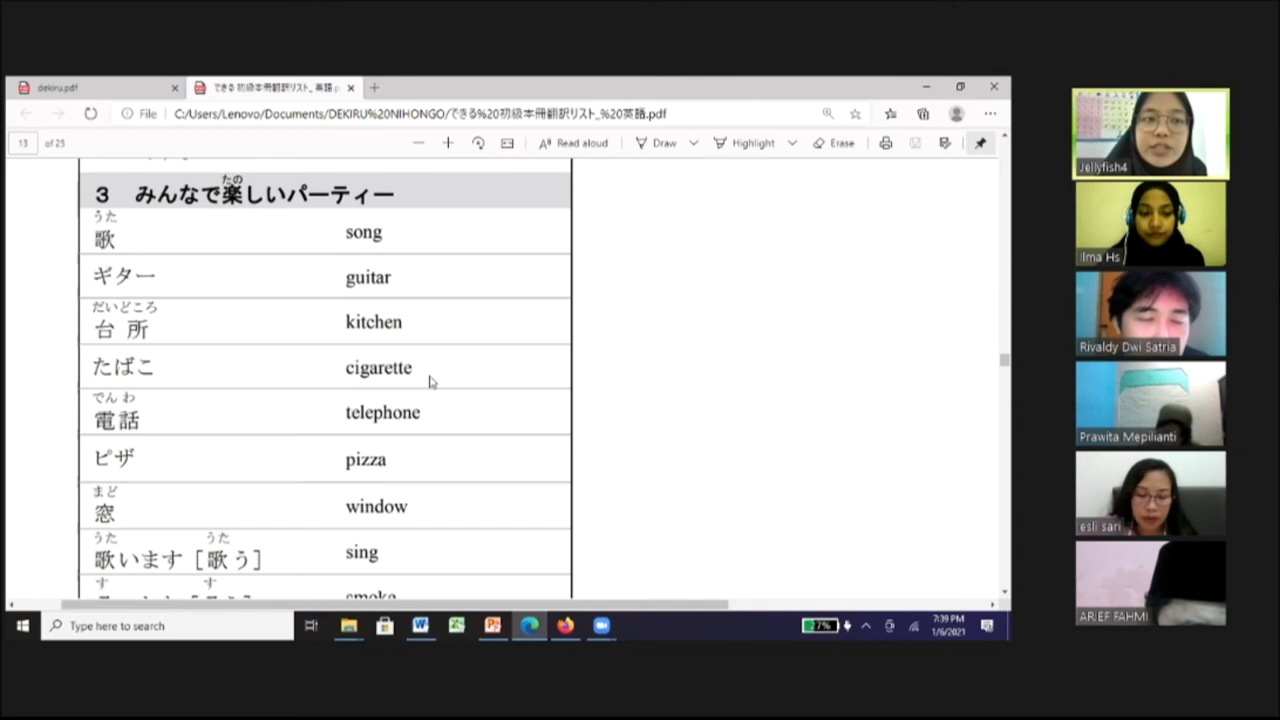 dekiru.pdf
できる 初級本冊翻訳リスト_ 英語.p
File
C:/Users/Lenovo/Documents/DEKIRU%20NIHONGO/できる%20初級本冊翻訳リスト_%20英語.pdf
13 of 25
Read aloud
Draw
Highlight
Erase
たの
3 みんなで楽しいパーティー
うた
歌 song
ギター guitar
だいどころ
台所 kitchen
たばこ cigarette
でんわ
電話 telephone
ピザ pizza
まど
窓 window
うた うた
歌います [歌う] sing
す す
smoke
Type here to search
27%
7:39 PM
1/6/2021
Jellyfish4
Ilma Hs
Rivaldy Dwi Satria
Prawita Mepilianti
esli sari
ARIEF FAHMI